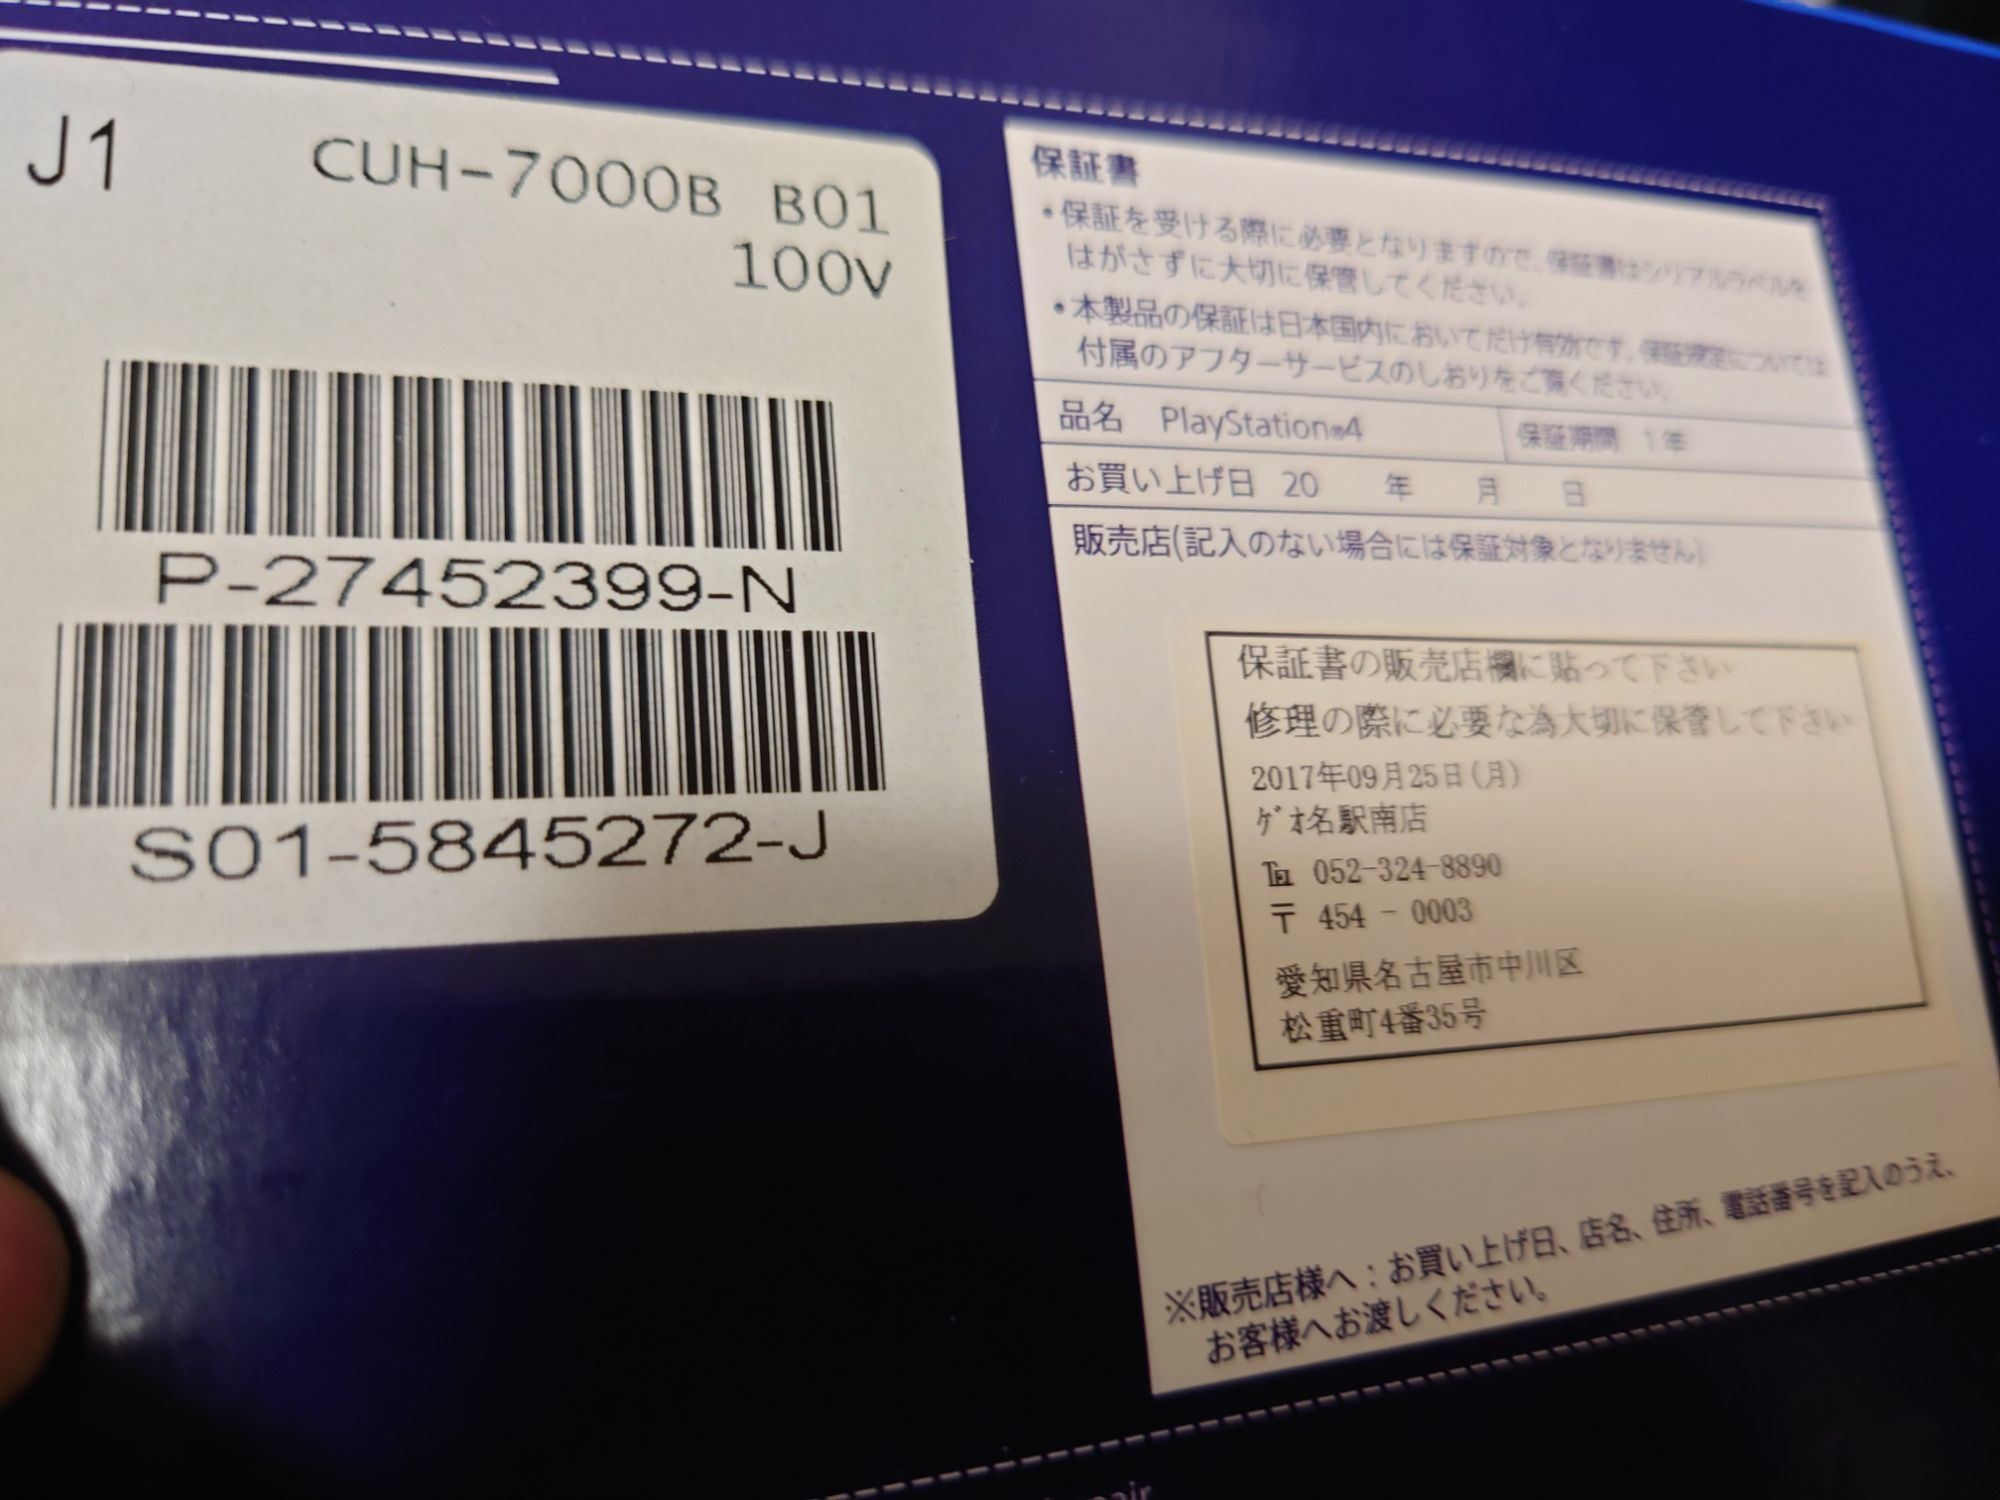 J1
CUH-7000B B01
100V
P-27452399-N
S01-5845272-J
保証書
・保証を受ける際に必要となりますので、保証書はシリアルラベルを
はがさずに大切に保管してください。
・本製品の保証は日本国内においてだけ有効です。保証規定については
付属のアフターサービスのしおりをご覧ください。
品名 PlayStation®4 保証期間 1年
お買い上げ日 20 年 月 日
販売店(記入のない場合には保証対象となりません)
保証書の販売店欄に貼って下さい
修理の際に必要な為大切に保管して下さい
2017年09月25日(月)
ｹﾞｵ名駅南店
℡ 052-324-8890
〒 454 - 0003
愛知県名古屋市中川区
松重町4番35号
※販売店様へ：お買い上げ日、店名、住所、電話番号を記入のうえ、
お客様へお渡しください。